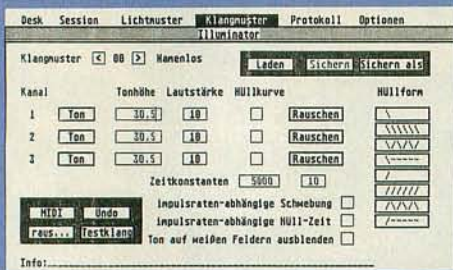 Desk Session Lichtmuster Klangmuster Protokoll Optionen
Illuminator
Klangmuster < 00 > Namenlos Laden Sichern Sichern als
Kanal Tonhöhe Lautstärke Hüllkurve Hüllform
1 Ton 30.5 10 Rauschen \
2 Ton 30.5 10 Rauschen \\\\\\
\/\/\/
3 Ton 30.5 10 Rauschen \-----
Zeitkonstanten 5000 10 /
impulsraten-abhängige Schwebung //////
MIDI Undo impulsraten-abhängige Hüll-Zeit /\/\/\
raus... Testklang Ton auf weißen Feldern ausblenden /-----
Info: